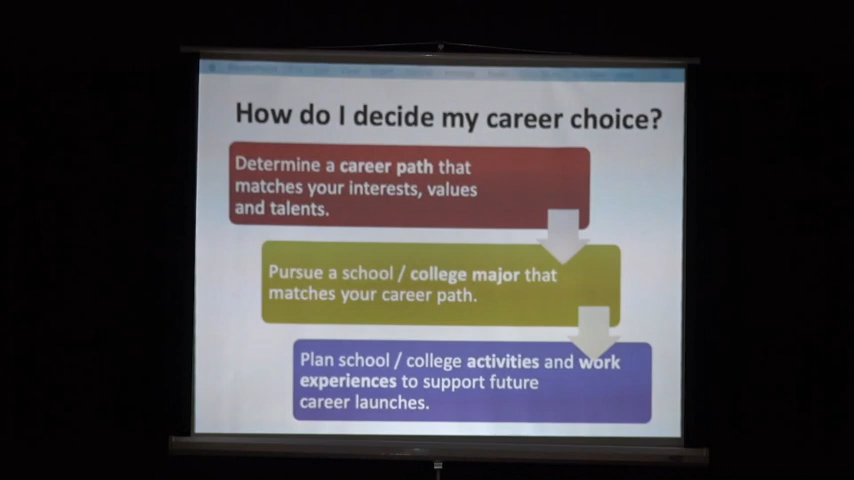 How do I decide my career choice?
Determine a career path that
matches your interests, values
and talents.
Pursue a school / college major that
matches your career path.
Plan school / college activities and work
experiences to support future
career launches.